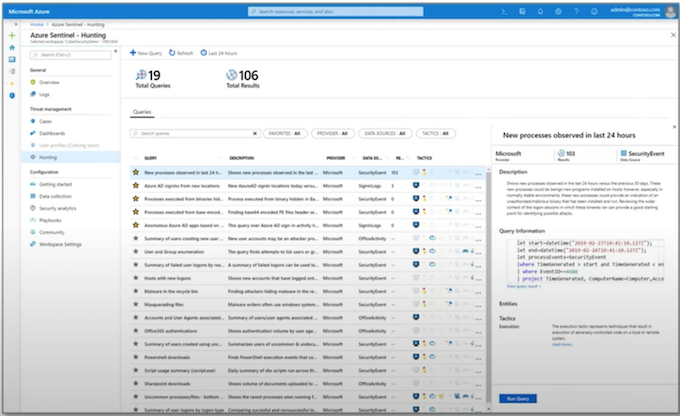 Microsoft Azure
admin@contoso.com
CONTOSO.COM
Home > Azure Sentinel - Hunting
Azure Sentinel - Hunting
Selected workspace: CyberSecurityDemo - PREVIEW
Search (Ctrl+/)
General
Overview
Logs
Threat management
Cases
Dashboards
User profiles (Coming soon)
Hunting
Configuration
Getting started
Data collection
Security analytics
Playbooks
Community
Workspace Settings
New Query Refresh Last 24 hours
19
Total Queries
106
Total Results
Queries
Search queries
FAVORITES : All PROVIDER : All DATA SOURCES : All TACTICS : All
QUERY DESCRIPTION PROVIDER DATA SO... RE... TACTICS
New processes observed in last 24 h... Shows new processes observed in the last ... Microsoft SecurityEvent 103
Azure AD signins from new locations New AzureAD signin locations today versu... Microsoft SigninLogs 3
Processes executed from binaries hid... Process executed from binary hidden in Ba... Microsoft SecurityEvent 0
Processes executed from base-encod... Finding base64 encoded PE files header se... Microsoft SecurityEvent 0
Anomalous Azure AD apps based on ... This query over Azure AD sign-in activity h... Microsoft SigninLogs 0
Summary of users creating new user ... New user accounts may be an attacker pr... Microsoft OfficeActivity --
User and Group enumeration The query finds attempts to list users or gr... Microsoft SecurityEvent --
Summary of failed user logons by rea... A summary of failed logons can be used to... Microsoft SecurityEvent --
Hosts with new logons Shows new accounts that have logged ont... Microsoft SecurityEvent --
Malware in the recycle bin Finding attackers hiding malware in the re... Microsoft SecurityEvent --
Masquerading files Malware writers often use windows system... Microsoft SecurityEvent --
Accounts and User Agents associated... Summary of users/user agents associated ... Microsoft OfficeActivity --
Office365 authentications Shows authentication volume by user age... Microsoft OfficeActivity --
Summary of users created using unc... Summarizes users of uncommon & undocu... Microsoft SecurityEvent --
Powershell downloads Finds PowerShell execution events that co... Microsoft SecurityEvent --
Script usage summary (cscript.exe) Daily summary of vbs scripts run across th... Microsoft SecurityEvent --
Sharepoint downloads Shows volume of documents uploaded to ... Microsoft OfficeActivity --
Uncommon processes/files - bottom ... Shows the rarest processes seen running f... Microsoft SecurityEvent --
Summary of user logons by logon type Comparing succesful and nonsuccessful lo... Microsoft SecurityEvent --
New processes observed in last 24 hours
Microsoft
Provider
103
Results
SecurityEvent
Data Source
Description
Shows new processes observed in the last 24 hours versus the previous 30 days. These
new processes could be benign new programs installed on hosts; however, especially in
normally stable environments, these new processes could provide an indication of an
unauthorized/malicious binary that has been installed and run. Reviewing the wider
context of the logon sessions in which these binaries ran can provide a good starting
point for identifying possible attacks.
Query Information
let start=datetime("2019-02-23T10:41:10.127Z");
let end=datetime("2019-02-24T10:41:10.127Z");
let processEvents=SecurityEvent
|where TimeGenerated > start and TimeGenerated < en
| where EventID==4688
| project TimeGenerated, ComputerName=Computer,Acco
View query result >
Entities
Tactics
Execution
The execution tactic represents techniques that result in
execution of adversary-controlled code on a local or remote
system.
read more...
Run Query